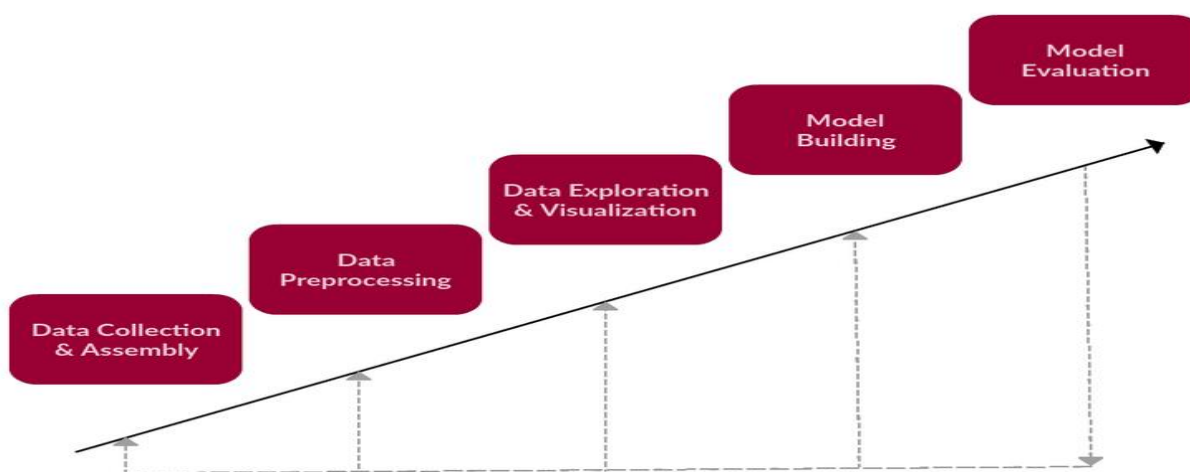 Model
Evaluation
Model
Building
Data Exploration
& Visualization
Data
Preprocessing
Data Collection
& Assembly